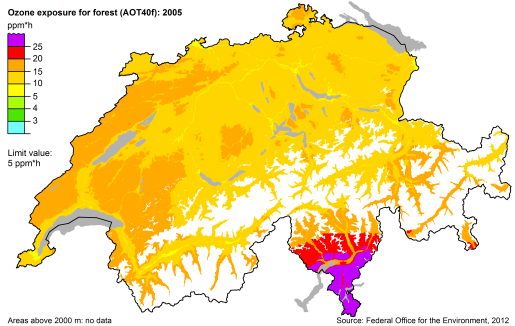 Ozone exposure for forest (AOT40f): 2005
ppm*h
25
20
15
10
5
4
3
Limit value:
5 ppm*h
Areas above 2000 m: no data
Source: Federal Office for the Environment, 2012